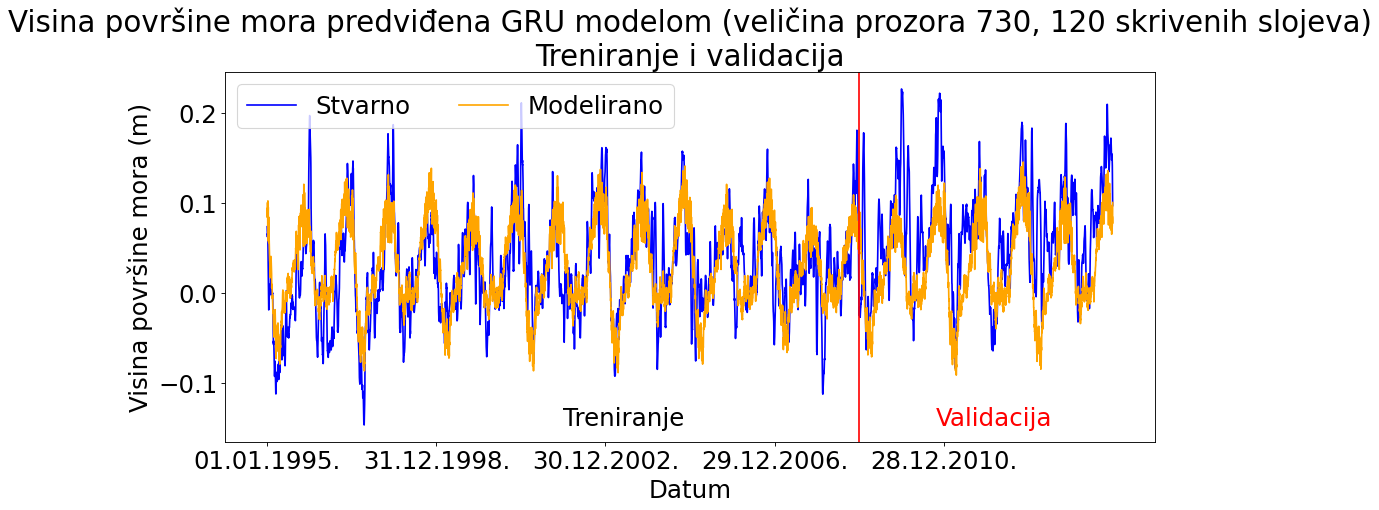 Visina površine mora predviđena GRU modelom (veličina prozora 730, 120 skrivenih slojeva)
Treniranje i validacija
Stvarno
Modelirano
Visina površine mora (m)
0.2
0.1
0.0
−0.1
Treniranje
Validacija
01.01.1995.
31.12.1998.
30.12.2002.
29.12.2006.
28.12.2010.
Datum